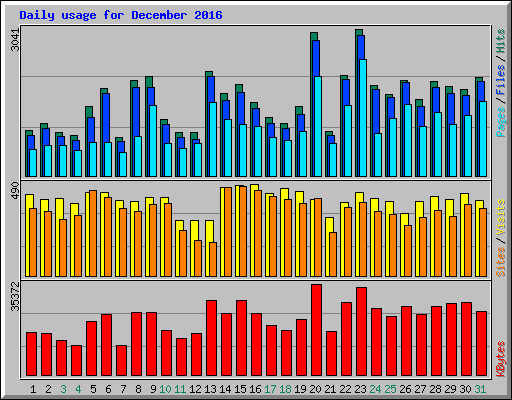 Daily usage for December 2016
3041
Pages / Files / Hits
490
Sites / Visits
35372
KBytes
1 2 3 4 5 6 7 8 9 10 11 12 13 14 15 16 17 18 19 20 21 22 23 24 25 26 27 28 29 30 31